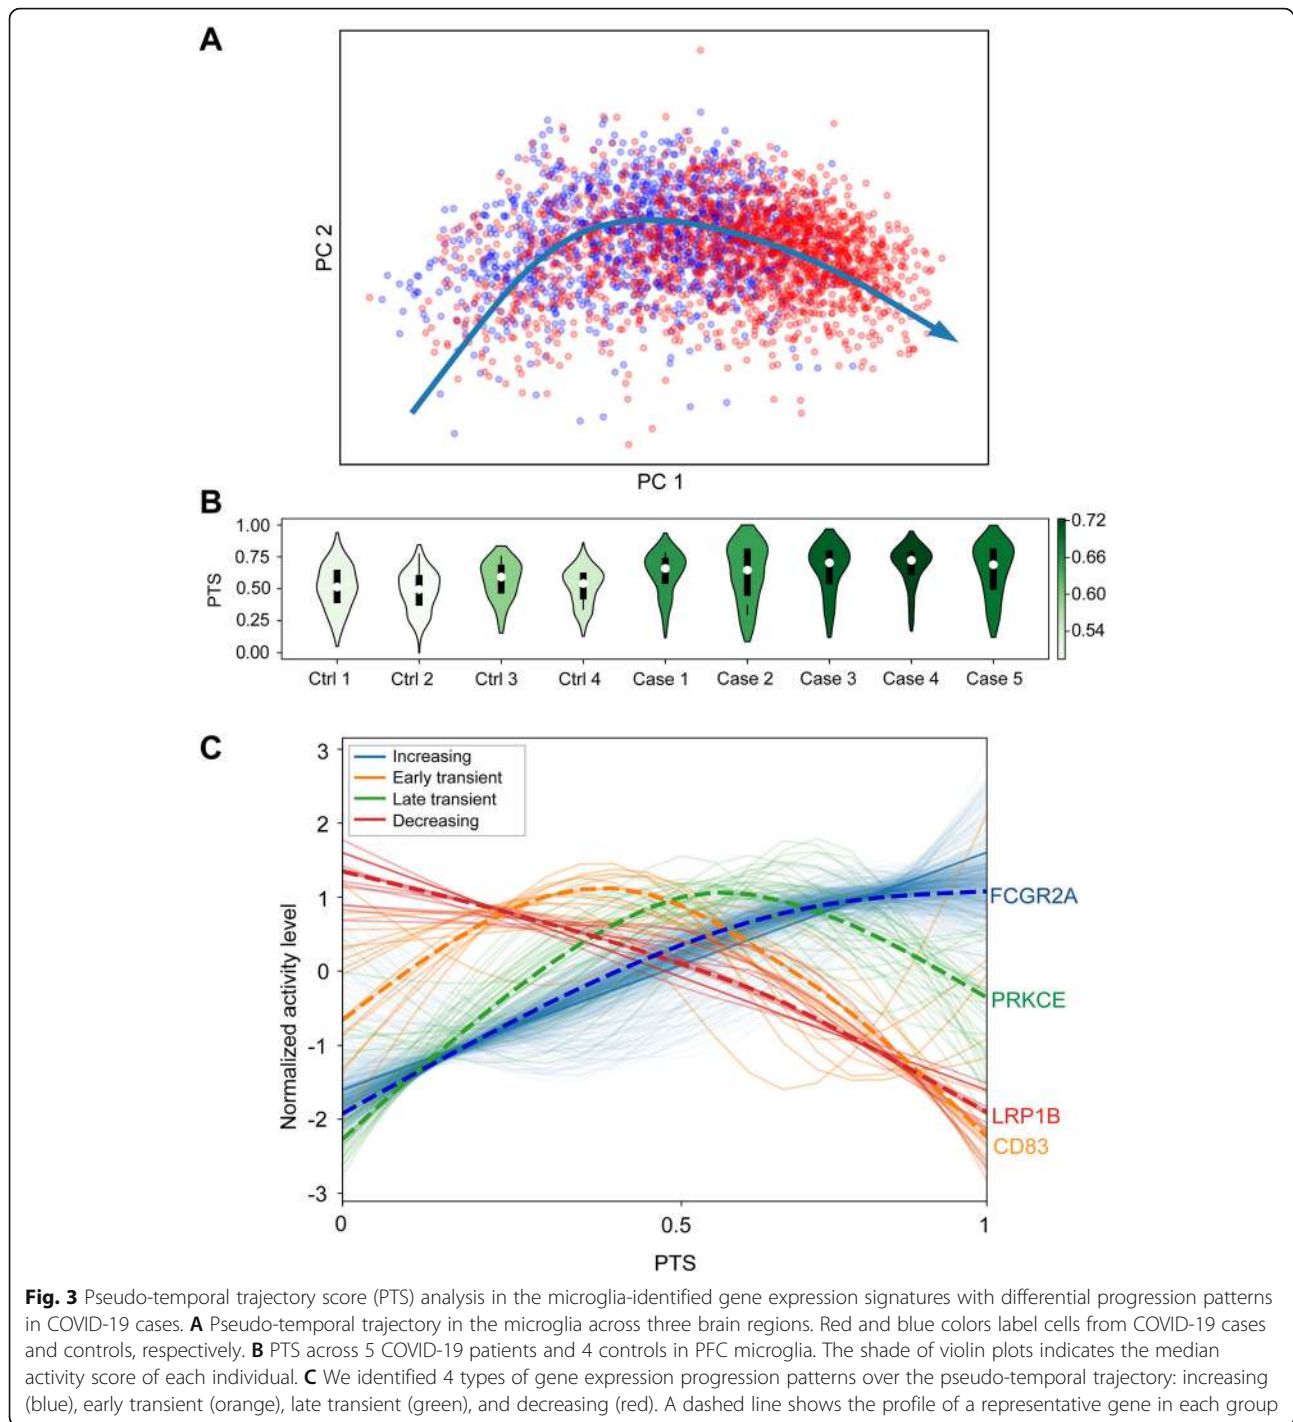 A
PC 2
PC 1
B
PTS
1.00
0.75
0.50
0.25
0.00
0.72
0.66
0.60
0.54
Ctrl 1 Ctrl 2 Ctrl 3 Ctrl 4 Case 1 Case 2 Case 3 Case 4 Case 5
C
Increasing
Early transient
Late transient
Decreasing
Normalized activity level
3
2
1
0
-1
-2
-3
FCGR2A
PRKCE
LRP1B
CD83
0 0.5 1
PTS
Fig. 3 Pseudo-temporal trajectory score (PTS) analysis in the microglia-identified gene expression signatures with differential progression patterns
in COVID-19 cases. A Pseudo-temporal trajectory in the microglia across three brain regions. Red and blue colors label cells from COVID-19 cases
and controls, respectively. B PTS across 5 COVID-19 patients and 4 controls in PFC microglia. The shade of violin plots indicates the median
activity score of each individual. C We identified 4 types of gene expression progression patterns over the pseudo-temporal trajectory: increasing
(blue), early transient (orange), late transient (green), and decreasing (red). A dashed line shows the profile of a representative gene in each group